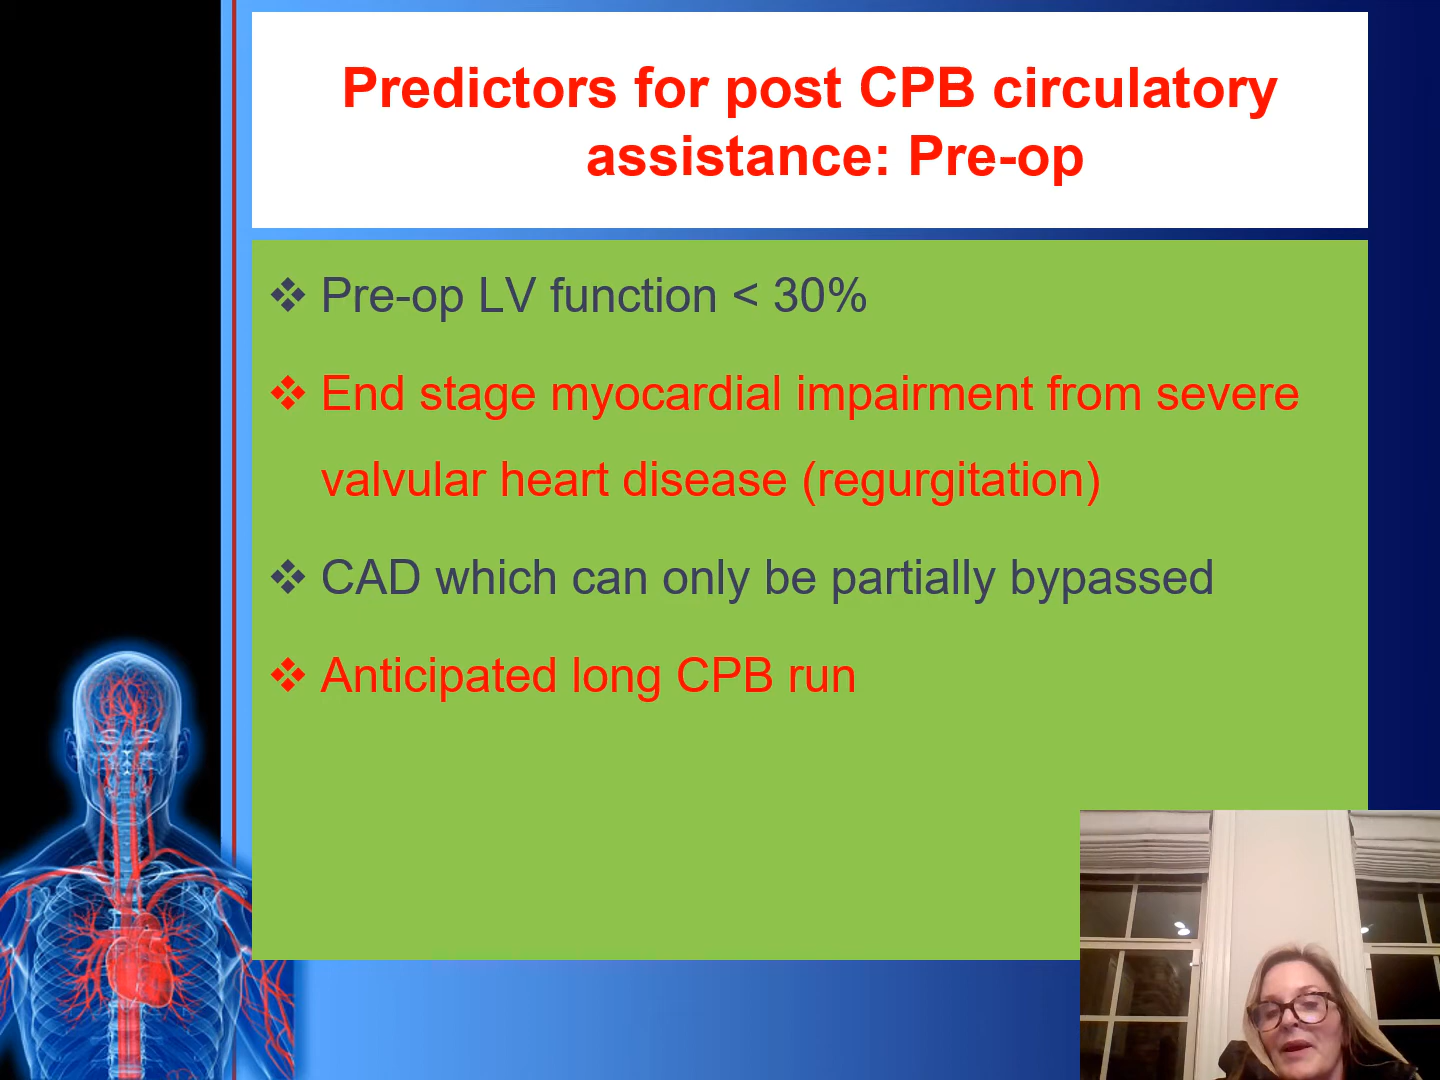 Predictors for post CPB circulatory
assistance: Pre-op
❖ Pre-op LV function < 30%
❖ End stage myocardial impairment from severe
valvular heart disease (regurgitation)
❖ CAD which can only be partially bypassed
❖ Anticipated long CPB run